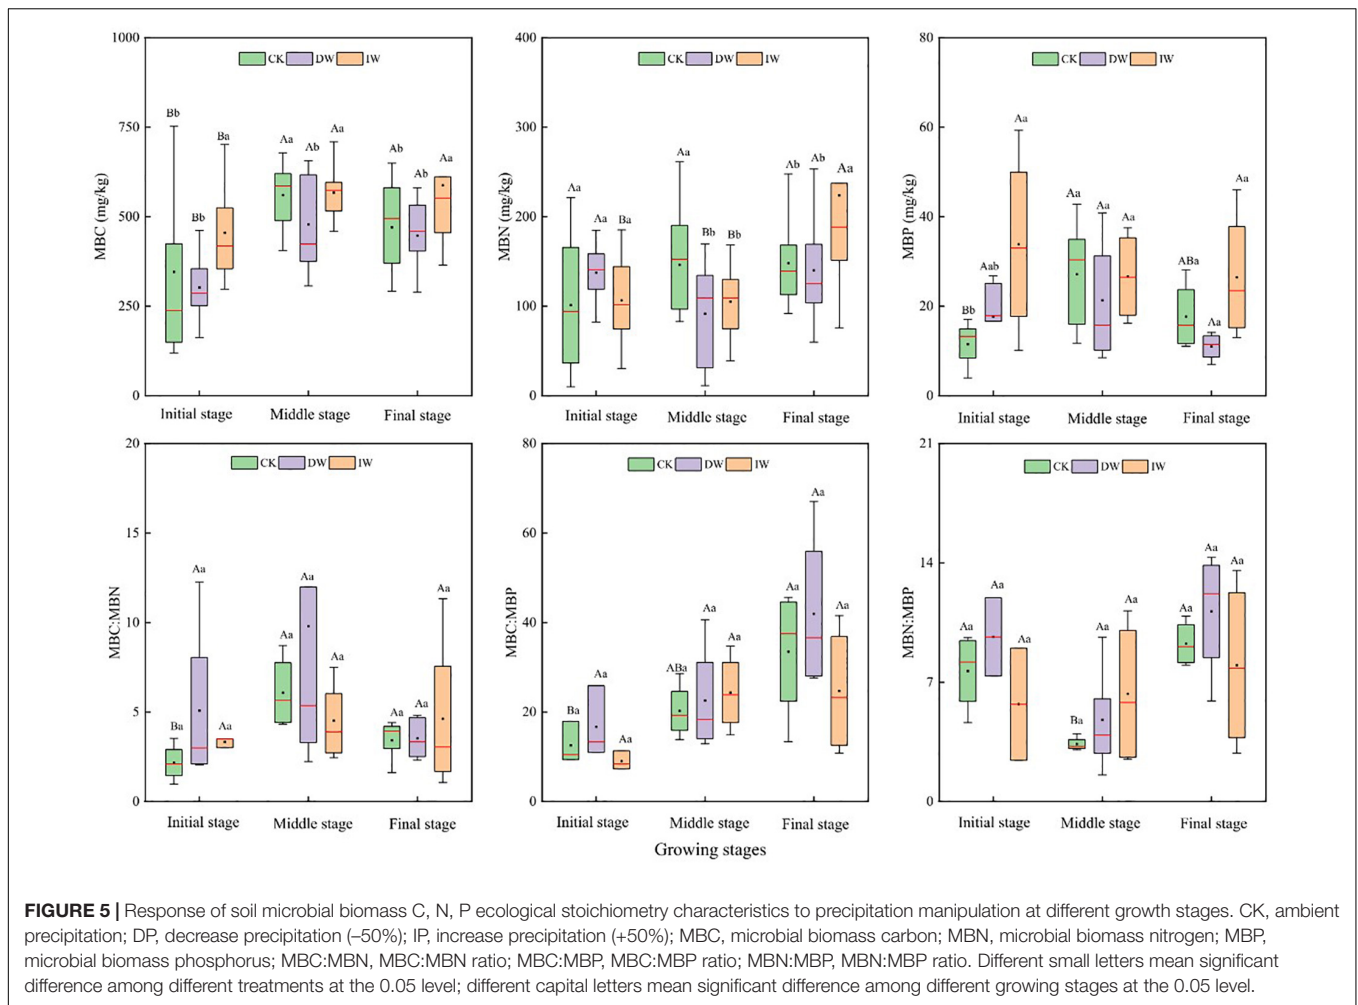 1000
750
500
250
0
MBC (mg/kg)
CK DW IW
Bb Bb Ba Aa Ab Aa Ab Ab Aa
Initial stage Middle stage Final stage
400
300
200
100
0
MBN (mg/kg)
CK DW IW
Aa Aa Ba Aa Bb Bb Ab Ab Aa
Initial stage Middle stage Final stage
80
60
40
20
0
MBP (mg/kg)
CK DW IW
Bb Aab Aa Aa Aa Aa ABa Aa Aa
Initial stage Middle stage Final stage
20
15
10
5
0
MBC:MBN
CK DW IW
Ba Aa Aa Aa Aa Aa Aa Aa Aa
Initial stage Middle stage Final stage
80
60
40
20
0
MBC:MBP
CK DW IW
Ba Aa Aa ABa Aa Aa Aa Aa Aa
Initial stage Middle stage Final stage
21
14
7
0
MBN:MBP
CK DW IW
Aa Aa Aa Ba Aa Aa Aa Aa Aa
Initial stage Middle stage Final stage
Growing stages
FIGURE 5 | Response of soil microbial biomass C, N, P ecological stoichiometry characteristics to precipitation manipulation at different growth stages. CK, ambient
precipitation; DP, decrease precipitation (–50%); IP, increase precipitation (+50%); MBC, microbial biomass carbon; MBN, microbial biomass nitrogen; MBP,
microbial biomass phosphorus; MBC:MBN, MBC:MBN ratio; MBC:MBP, MBC:MBP ratio; MBN:MBP, MBN:MBP ratio. Different small letters mean significant
difference among different treatments at the 0.05 level; different capital letters mean significant difference among different growing stages at the 0.05 level.